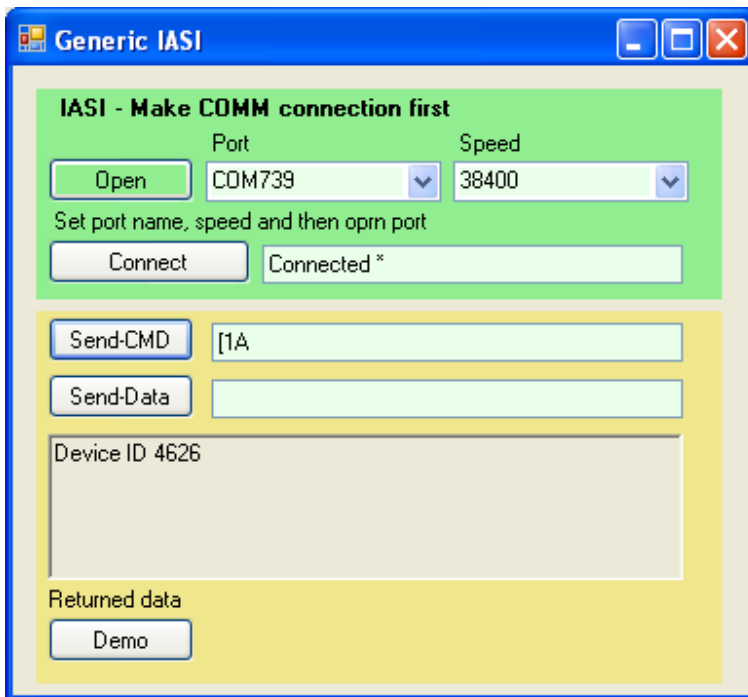 Generic IASI
IASI - Make COMM connection first
Port Speed
Open COM739 38400
Set port name, speed and then oprn port
Connect Connected *
Send-CMD [1A
Send-Data
Device ID 4626
Returned data
Demo